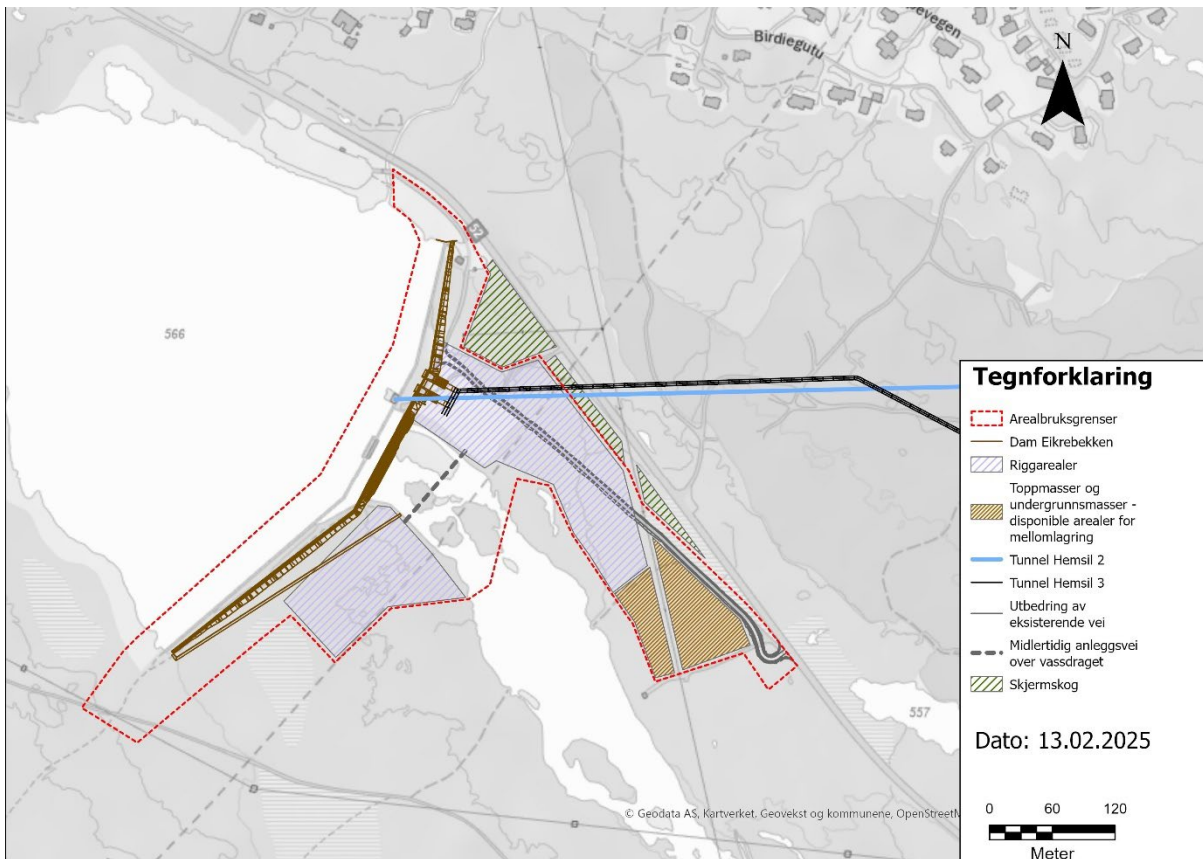 Birdiegutu
N
52
566
Tegnforklaring
Arealbruksgrenser
Dam Eikrebekken
Riggarealer
Toppmasser og
undergrunnsmasser -
disponible arealer for
mellomlagring
Tunnel Hemsil 2
Tunnel Hemsil 3
Utbedring av
eksisterende vei
Midlertidig anleggsvei
over vassdraget
Skjermskog
557
Dato: 13.02.2025
0 60 120
Meter
© Geodata AS, Kartverket, Geovekst og kommunene, OpenStreetM